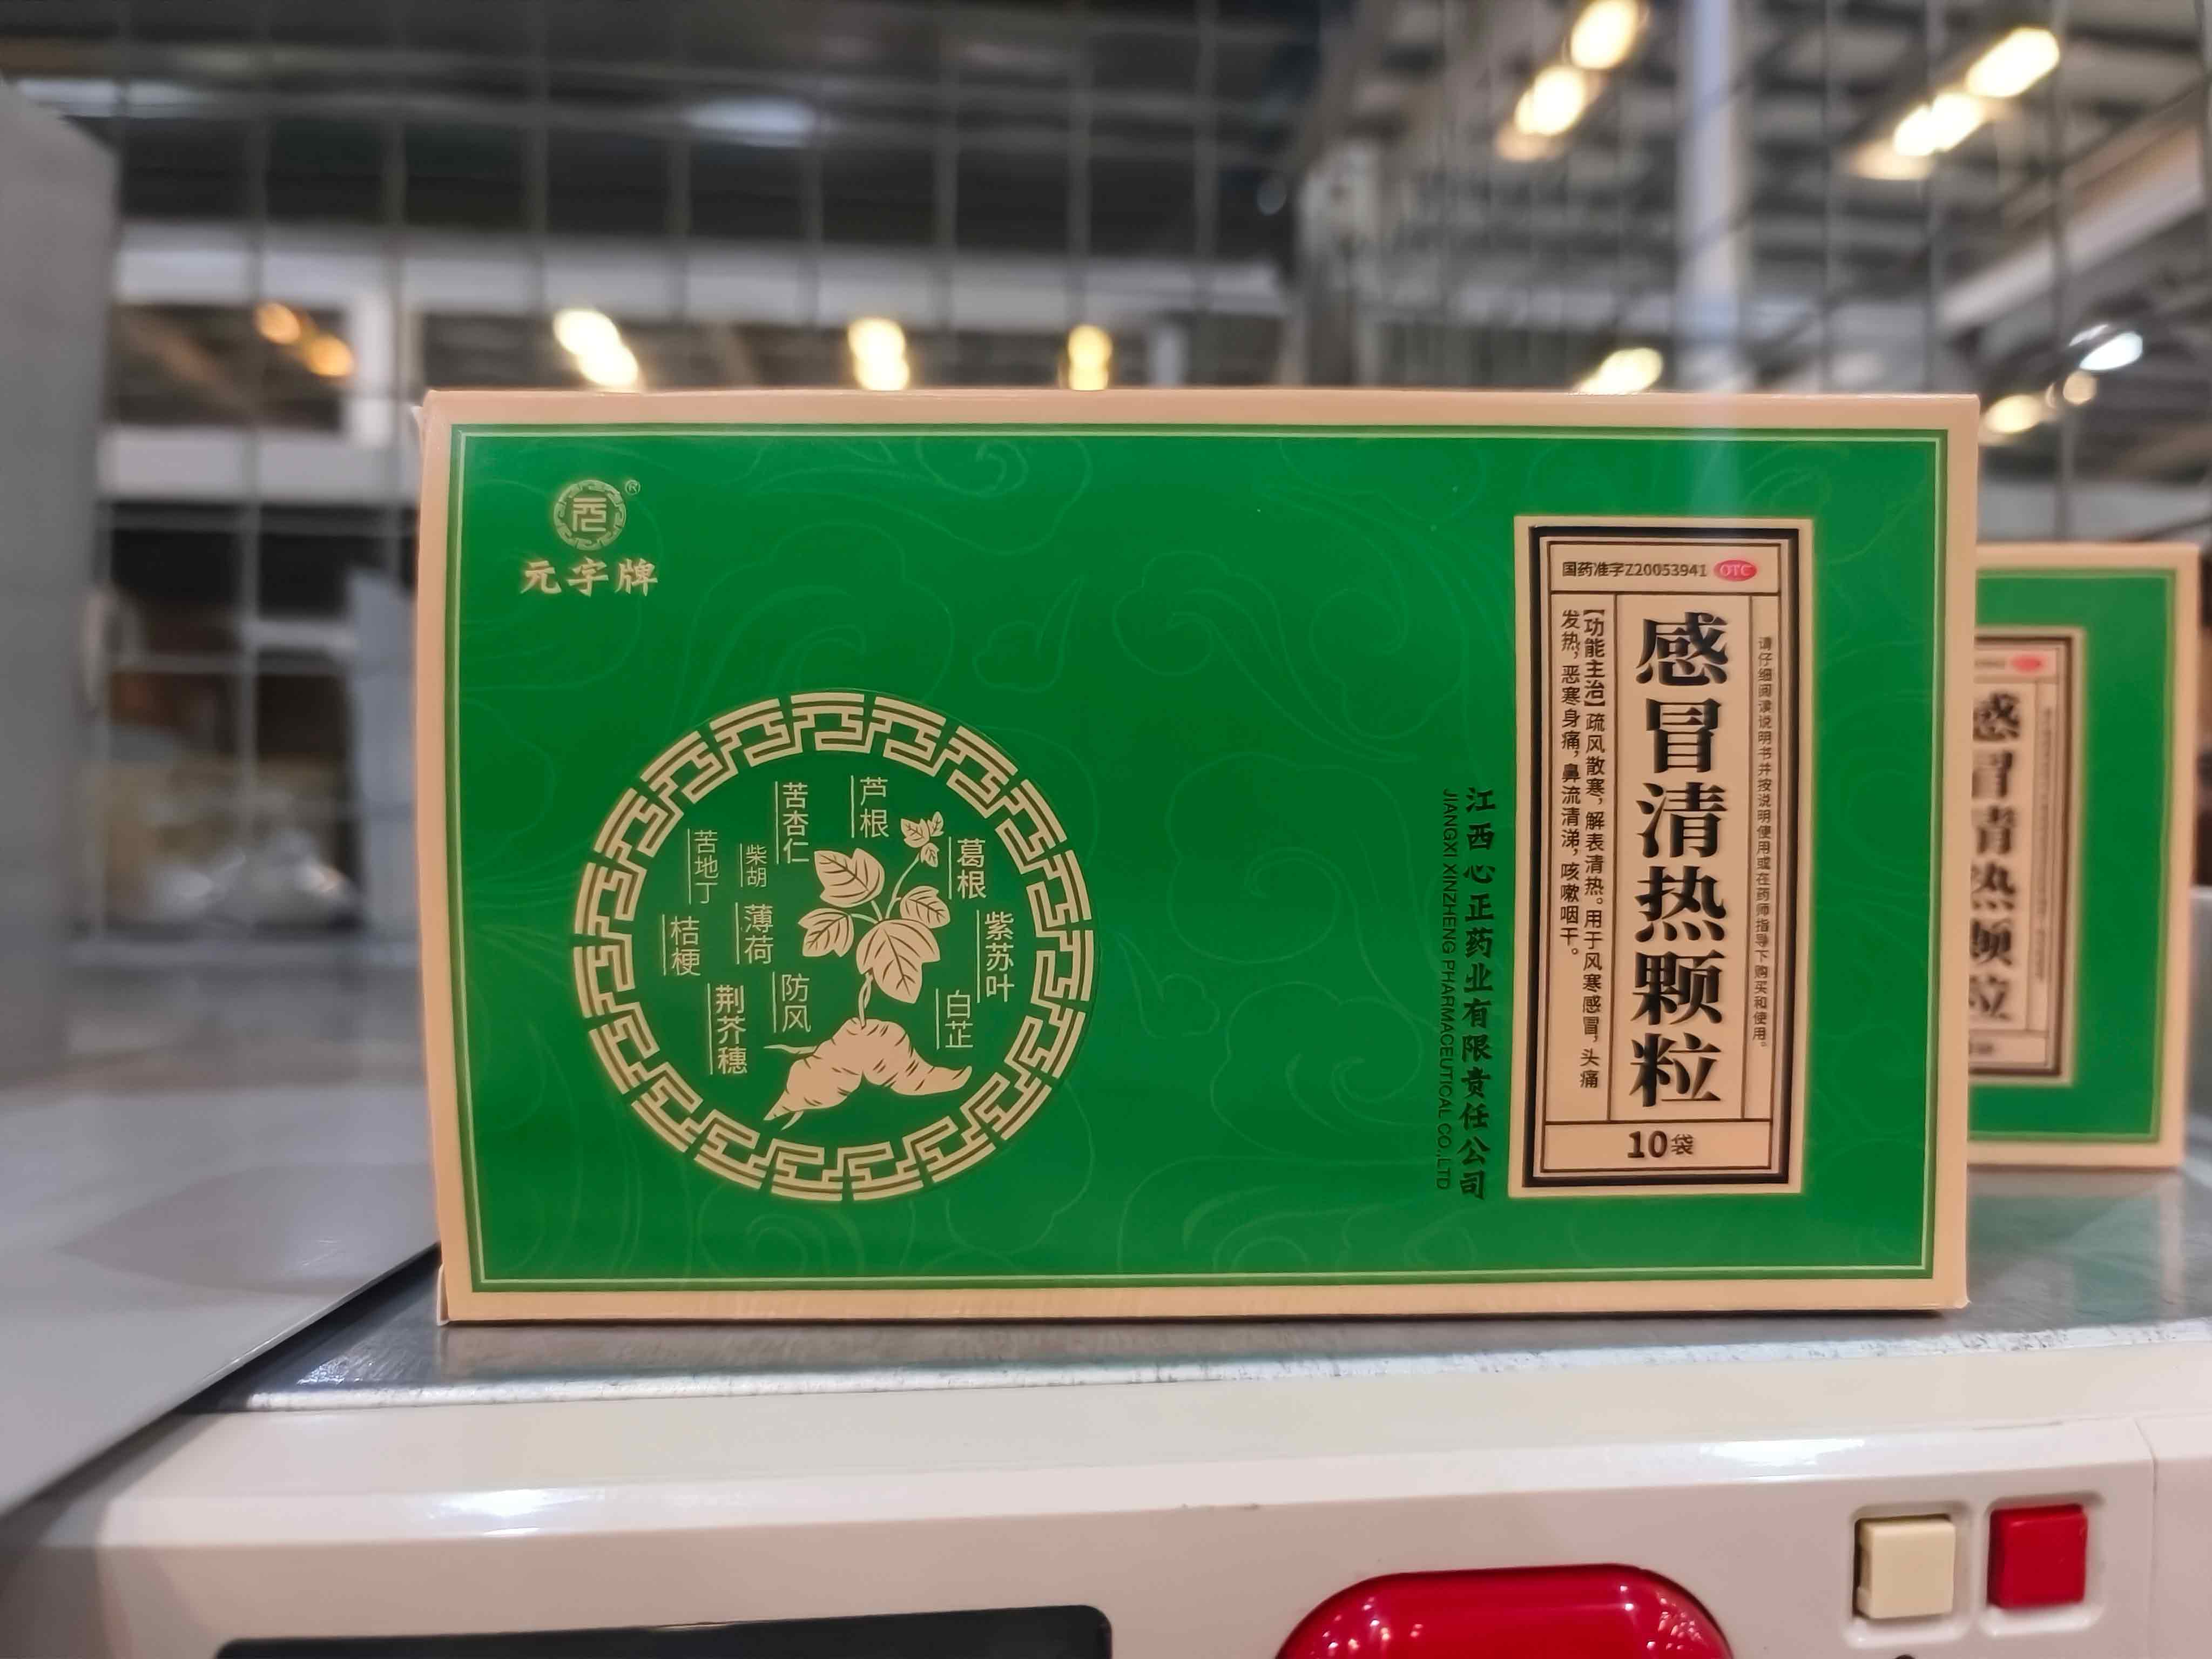 元
®
元字牌
芦根
苦杏仁
葛根
苦地丁
柴胡
紫苏叶
薄荷
桔梗
防风
白芷
荆芥穗
国药准字Z20053941
OTC
请仔细阅读说明书并按说明使用或在药师指导下购买和使用。
感冒清热颗粒
【功能主治】疏风散寒，解表清热。用于风寒感冒，头痛
发热，恶寒身痛，鼻流清涕，咳嗽咽干。
10袋
江西心正药业有限责任公司
JIANGXI XINZHENG PHARMACEUTICAL CO.,LTD
感冒清热颗粒